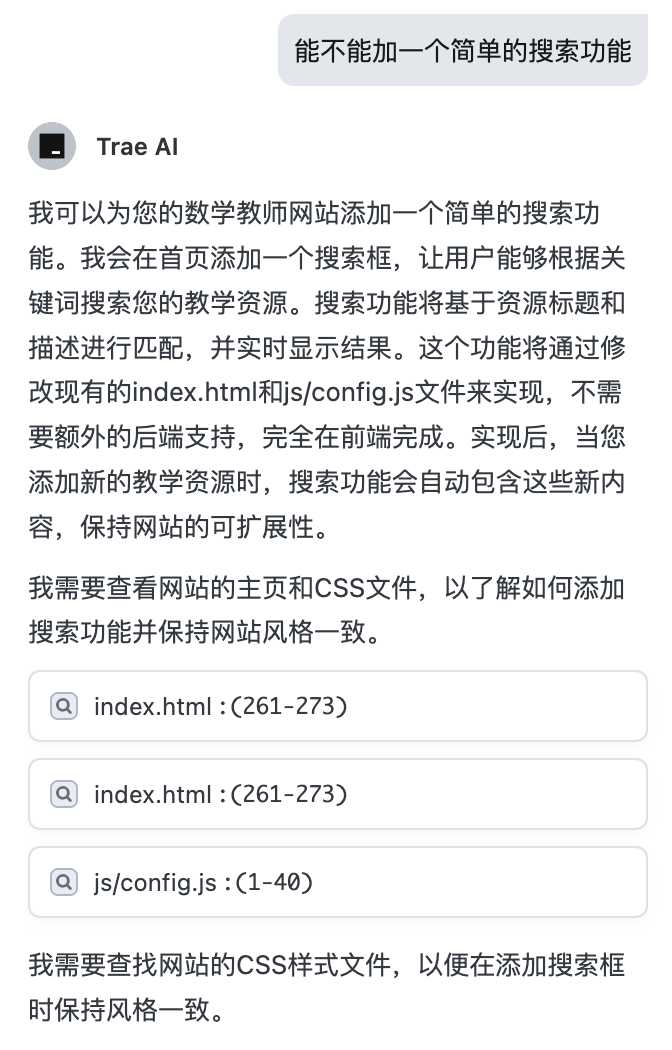 能不能加一个简单的搜索功能
Trae AI
我可以为您的数学教师网站添加一个简单的搜索功
能。我会在首页添加一个搜索框，让用户能够根据关
键词搜索您的教学资源。搜索功能将基于资源标题和
描述进行匹配，并实时显示结果。这个功能将通过修
改现有的index.html和js/config.js文件来实现，不需
要额外的后端支持，完全在前端完成。实现后，当您
添加新的教学资源时，搜索功能会自动包含这些新内
容，保持网站的可扩展性。
我需要查看网站的主页和CSS文件，以了解如何添加
搜索功能并保持网站风格一致。
index.html :(261-273)
index.html :(261-273)
js/config.js :(1-40)
我需要查找网站的CSS样式文件，以便在添加搜索框
时保持风格一致。